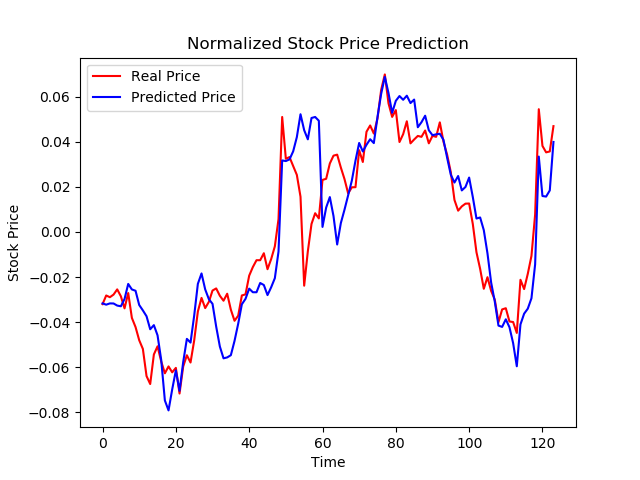 Normalized Stock Price Prediction
Real Price
Predicted Price
Stock Price
0.06
0.04
0.02
0.00
−0.02
−0.04
−0.06
−0.08
0 20 40 60 80 100 120
Time